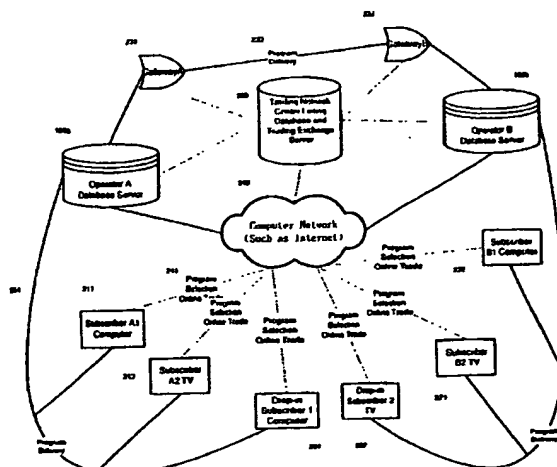 Program
Delivery
Gateway
Gateway
Trading Network
Content Listing
Database and
Trading Exchange
Server
Operator A
Database Server
Operator B
Database Server
Computer Network
(Such as Internet)
Program
Selection
Online Trade
Program
Selection
Online Trade
Program
Selection
Online Trade
Program
Selection
Online Trade
Program
Selection
Online Trade
Program
Selection
Online Trade
Subscriber
B1 Computer
Subscriber A1
Computer
Subscriber
A2 TV
Drop-in
Subscriber 1
Computer
Drop-in
Subscriber 2
TV
Subscriber
B2 TV
211
212
Program
Delivery
Program
Delivery